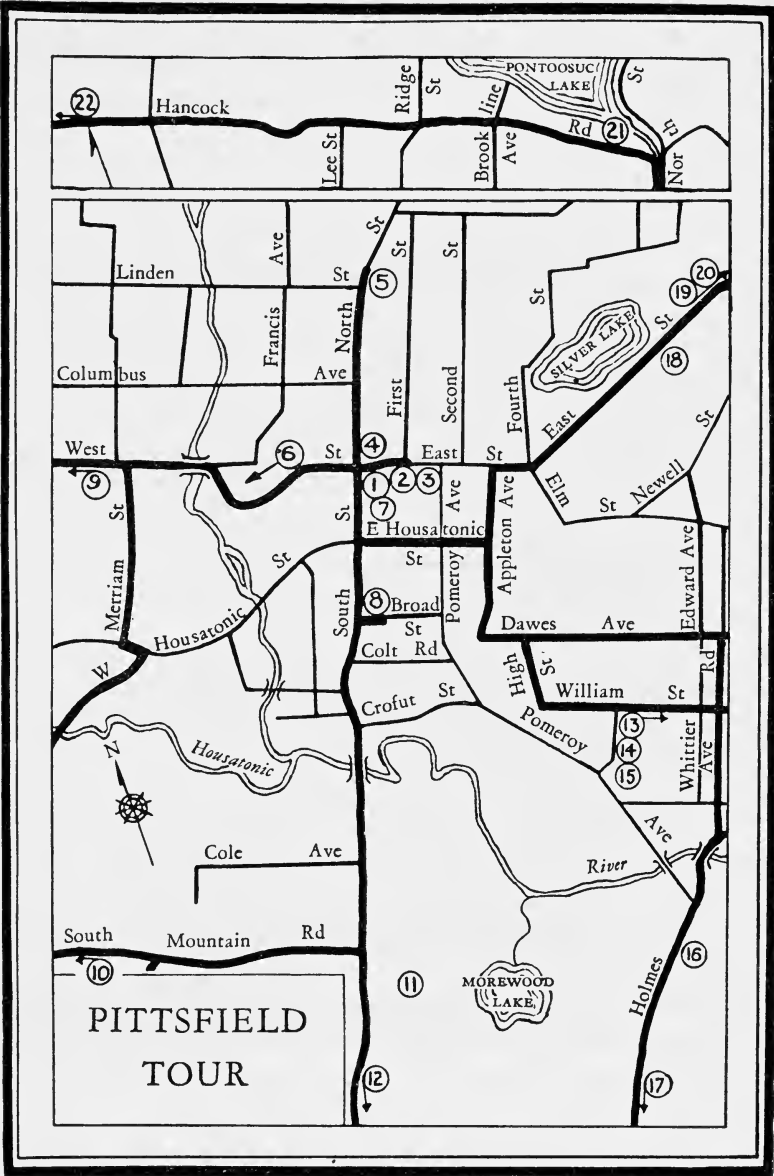 PONTOOSUC
LAKE
St
Ridge
St
line
22
Hancock
Rd
21
North
Lee St
Brook
Ave
St
Ave
St
St
St
Linden
St
5
20
19
St
North
Francis
SILVER LAKE
18
Columbus
Ave
First
Second
Fourth
East
St
West
6
St
4
East
St
9
1
2
3
Ave
Elm
St
Newell
7
St
St
E Housatonic
St
Appleton Ave
Edward Ave
Merriam
St
South
8
Broad
St
Pomeroy
Dawes
Ave
Housatonic
Colt
Rd
High
St
Rd
W
William
St
Crofut
St
13
Pomeroy
14
15
Whittier
Ave
Housatonic
N
Ave
Cole
Ave
River
South
Mountain
Rd
10
11
MOREWOOD
LAKE
16
Holmes
PITTSFIELD
TOUR
12
17